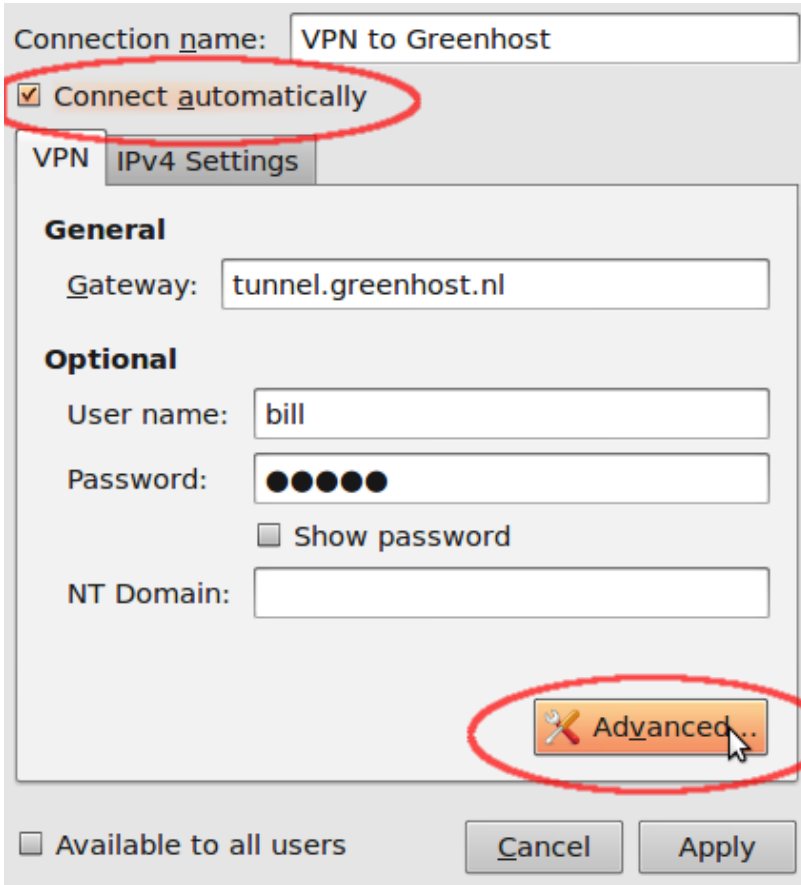 Connection name: VPN to Greenhost
Connect automatically
VPN IPv4 Settings
General
Gateway: tunnel.greenhost.nl
Optional
User name: bill
Password: ●●●●●
Show password
NT Domain:
Advanced...
Available to all users Cancel Apply